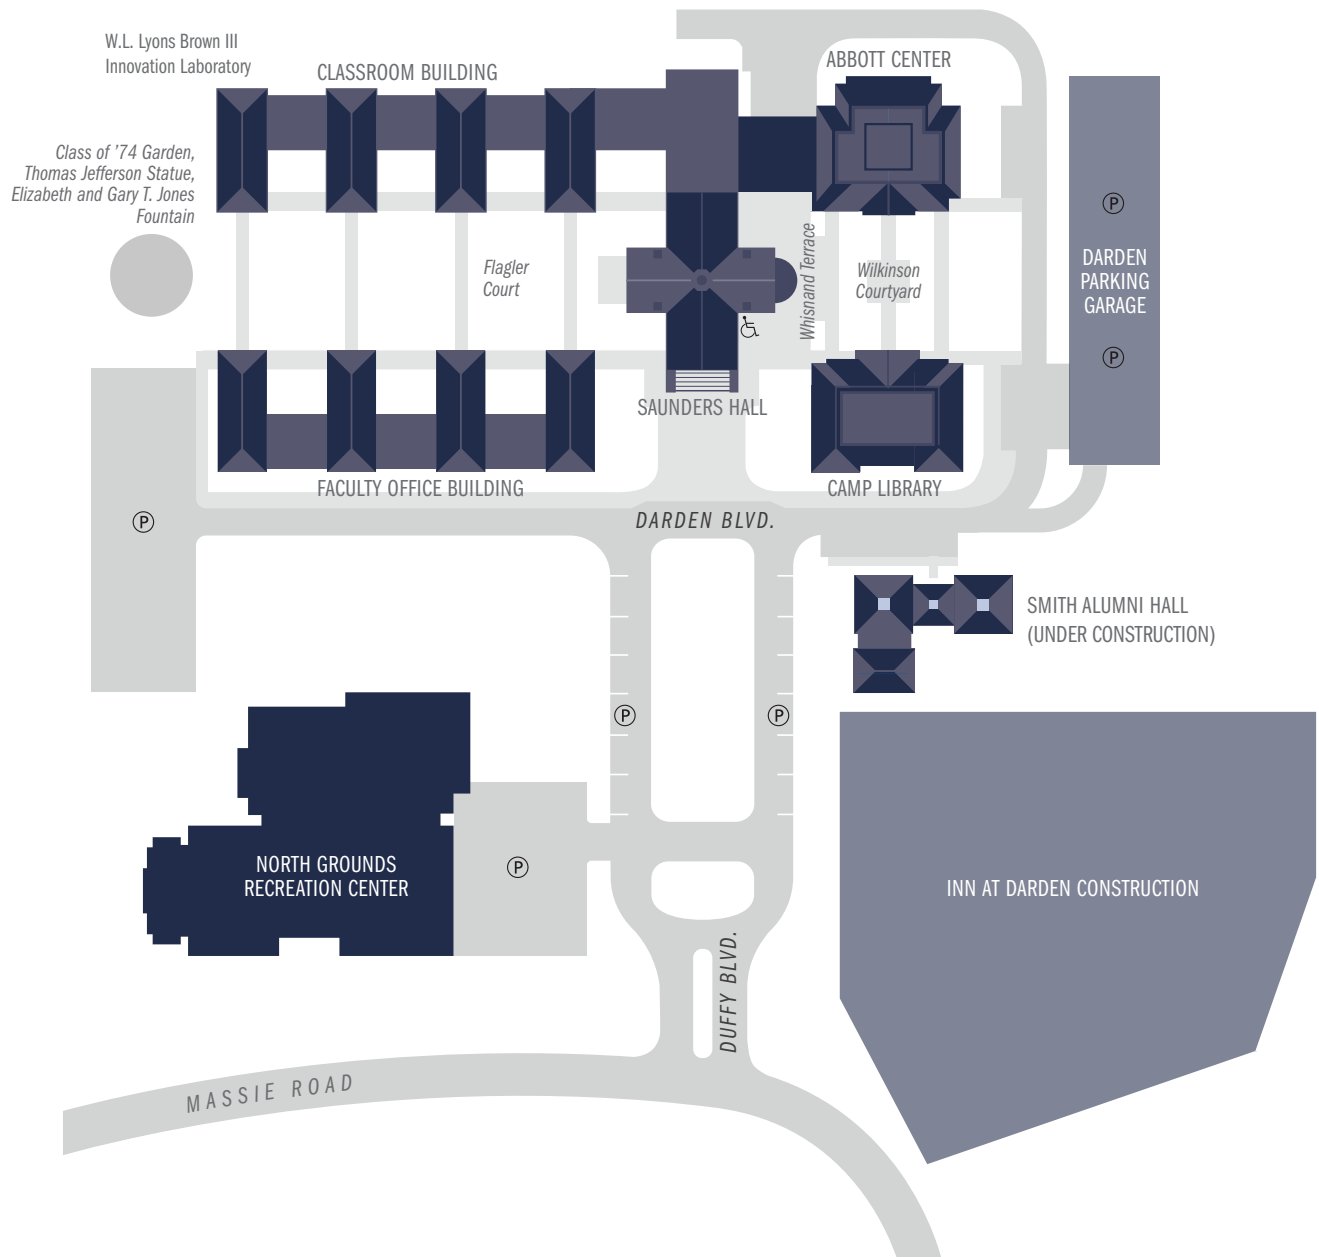 W.L. Lyons Brown III
Innovation Laboratory
CLASSROOM BUILDING
ABBOTT CENTER
Class of '74 Garden,
Thomas Jefferson Statue,
Elizabeth and Gary T. Jones
Fountain
Flagler
Court
Whisnand Terrace
Wilkinson
Courtyard
P
DARDEN
PARKING
GARAGE
P
SAUNDERS HALL
FACULTY OFFICE BUILDING
CAMP LIBRARY
P
DARDEN BLVD.
SMITH ALUMNI HALL
(UNDER CONSTRUCTION)
P
P
NORTH GROUNDS
RECREATION CENTER
P
INN AT DARDEN CONSTRUCTION
DUFFY BLVD.
MASSIE ROAD